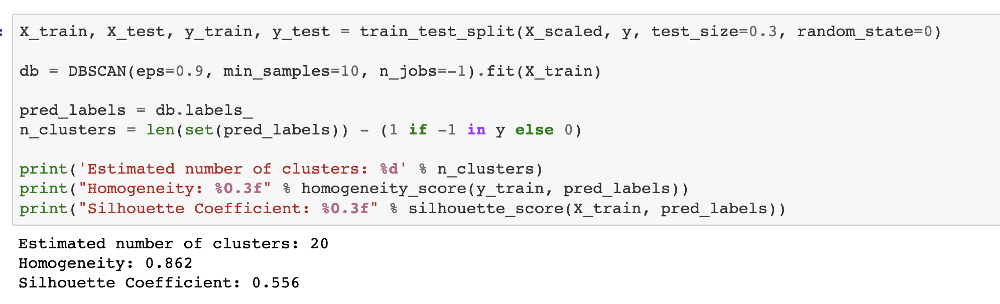 :
X_train, X_test, y_train, y_test = train_test_split(X_scaled, y, test_size=0.3, random_state=0)
db = DBSCAN(eps=0.9, min_samples=10, n_jobs=-1).fit(X_train)
pred_labels = db.labels_
n_clusters = len(set(pred_labels)) - (1 if -1 in y else 0)
print('Estimated number of clusters: %d' % n_clusters)
print("Homogeneity: %0.3f" % homogeneity_score(y_train, pred_labels))
print("Silhouette Coefficient: %0.3f" % silhouette_score(X_train, pred_labels))
Estimated number of clusters: 20
Homogeneity: 0.862
Silhouette Coefficient: 0.556